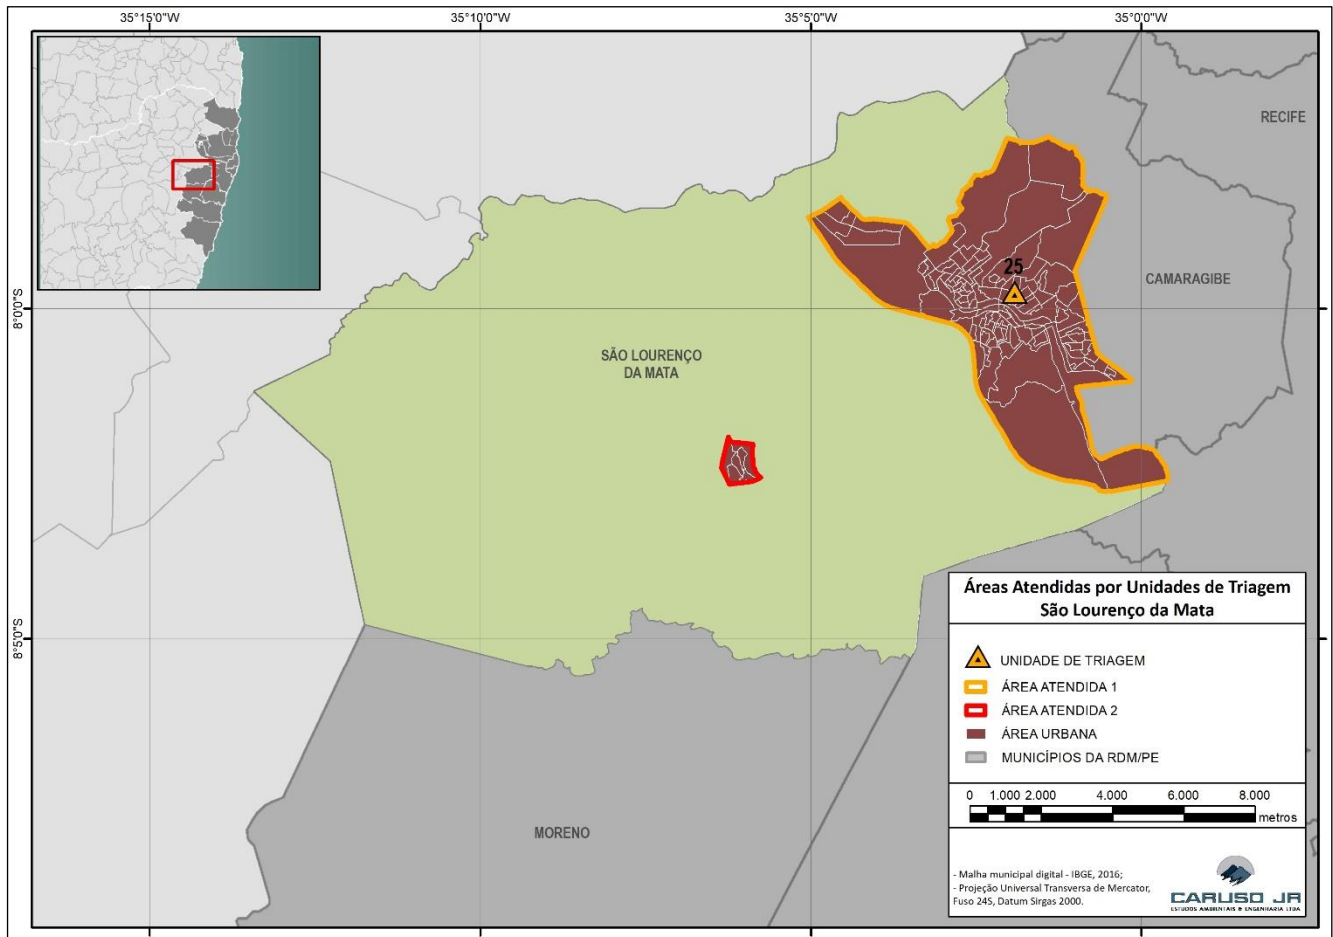 35°15'0"W 35°10'0"W 35°5'0"W 35°0'0"W
RECIFE
25
CAMARAGIBE
8°0'0"S
SÃO LOURENÇO
DA MATA
8°5'0"S
MORENO
Áreas Atendidas por Unidades de Triagem
São Lourenço da Mata
UNIDADE DE TRIAGEM
ÁREA ATENDIDA 1
ÁREA ATENDIDA 2
ÁREA URBANA
MUNICÍPIOS DA RDM/PE
0 1.000 2.000 4.000 6.000 8.000
metros
- Malha municipal digital - IBGE, 2016;
- Projeção Universal Transversa de Mercator,
Fuso 24S, Datum Sirgas 2000.
CARUSO JR
ESTUDOS AMBIENTAIS & ENGENHARIA LTDA